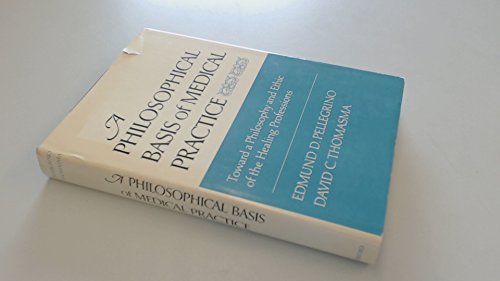 A
PHILOSOPHICAL
BASIS OF MEDICAL
PRACTICE
Toward a Philosophy and Ethic
of the Healing Professions
EDMUND D. PELLEGRINO
DAVID C. THOMASMA
A PHILOSOPHICAL BASIS
OF MEDICAL PRACTICE